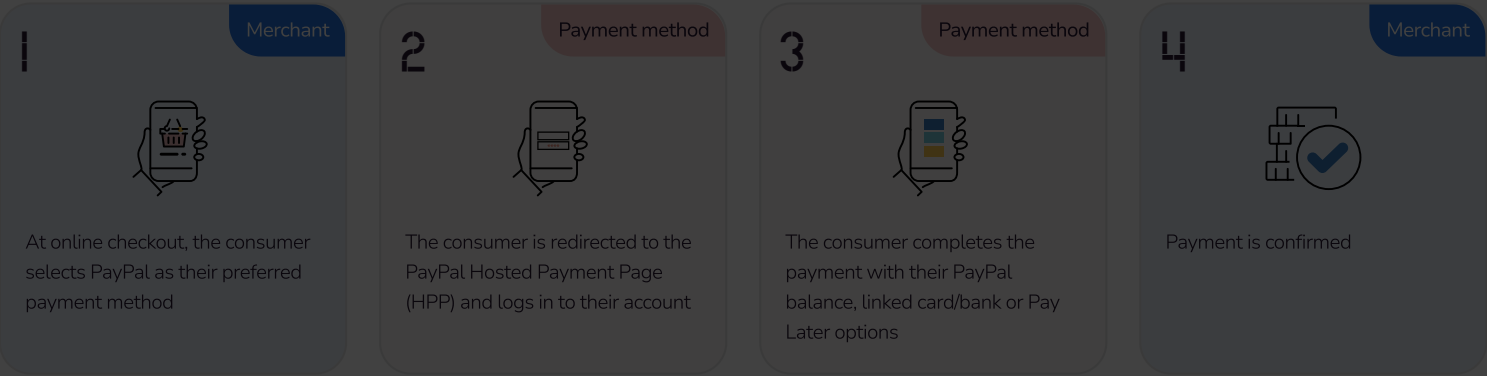 1
Merchant
At online checkout, the consumer
selects PayPal as their preferred
payment method
2
Payment method
The consumer is redirected to the
PayPal Hosted Payment Page
(HPP) and logs in to their account
3
Payment method
The consumer completes the
payment with their PayPal
balance, linked card/bank or Pay
Later options
4
Merchant
Payment is confirmed